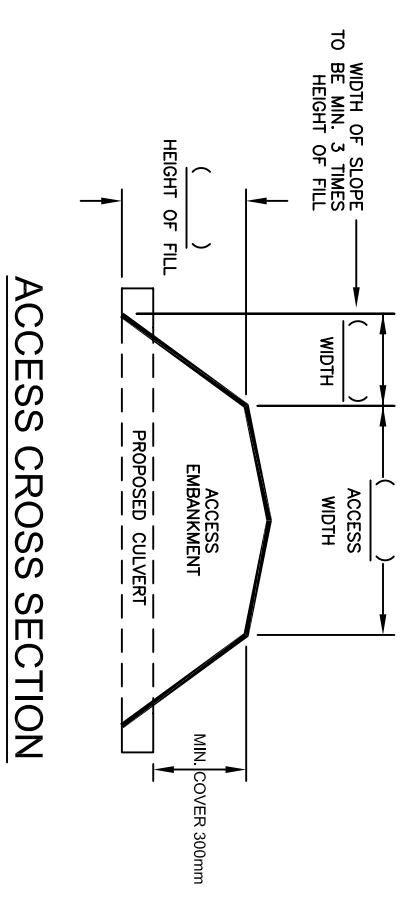 WIDTH OF SLOPE
TO BE MIN. 3 TIMES
HEIGHT OF FILL
(          )
WIDTH
(          )
ACCESS
WIDTH
(          )
HEIGHT OF FILL
ACCESS
EMBANKMENT
PROPOSED CULVERT
MIN. COVER 300mm
ACCESS CROSS SECTION